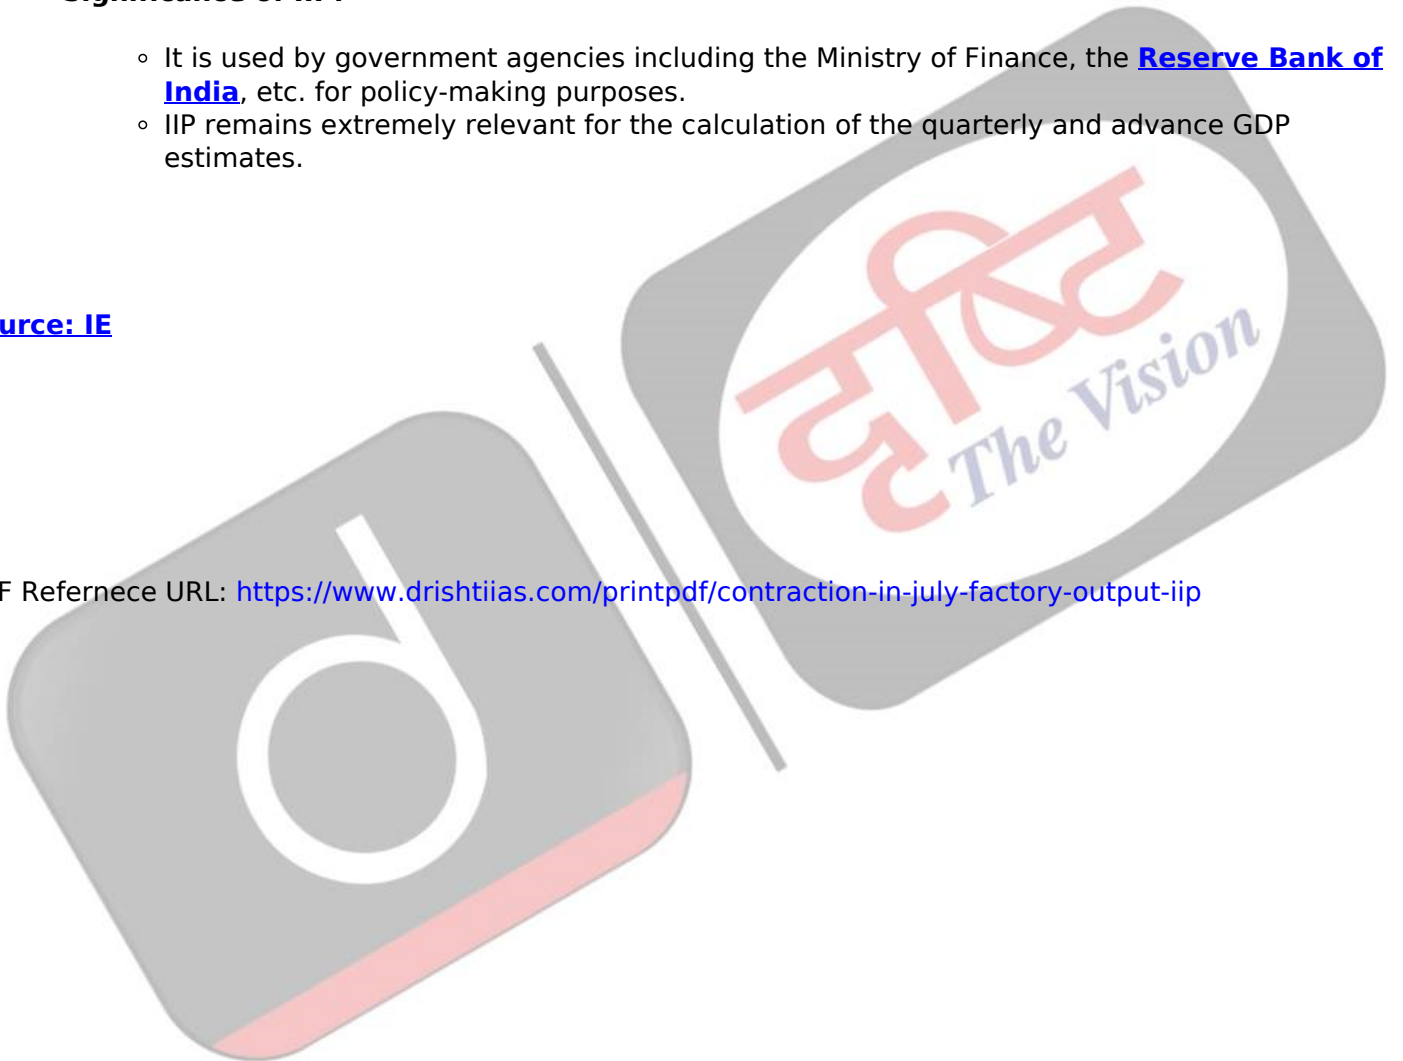 It is used by government agencies including the Ministry of Finance, the Reserve Bank of
India, etc. for policy-making purposes.
IIP remains extremely relevant for the calculation of the quarterly and advance GDP
estimates.
urce: IE
दृष्टि
The Vision
F Refernece URL: https://www.drishtiias.com/printpdf/contraction-in-july-factory-output-iip
d